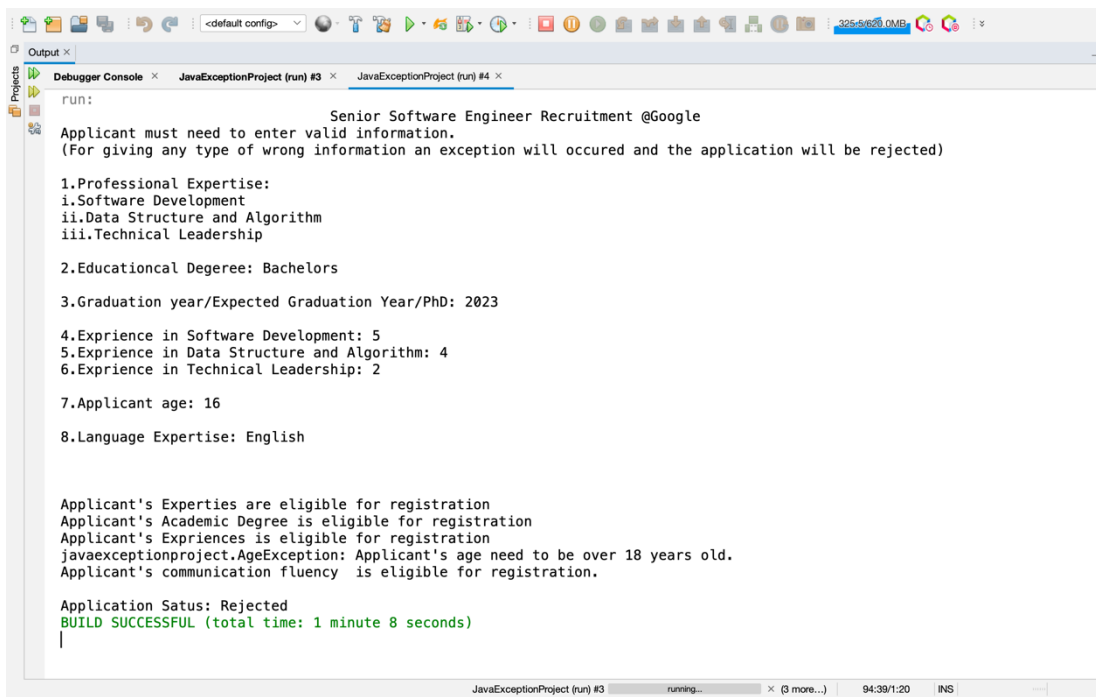 <default config>
325.5/620.0MB
Output
Projects
Debugger Console
JavaExceptionProject (run) #3
JavaExceptionProject (run) #4
run:
Senior Software Engineer Recruitment @Google
Applicant must need to enter valid information.
(For giving any type of wrong information an exception will occured and the application will be rejected)
1.Professional Expertise:
i.Software Development
ii.Data Structure and Algorithm
iii.Technical Leadership
2.Educationcal Degeree: Bachelors
3.Graduation year/Expected Graduation Year/PhD: 2023
4.Exprience in Software Development: 5
5.Exprience in Data Structure and Algorithm: 4
6.Exprience in Technical Leadership: 2
7.Applicant age: 16
8.Language Expertise: English
Applicant's Experties are eligible for registration
Applicant's Academic Degree is eligible for registration
Applicant's Expriences is eligible for registration
javaexceptionproject.AgeException: Applicant's age need to be over 18 years old.
Applicant's communication fluency  is eligible for registration.
Application Satus: Rejected
BUILD SUCCESSFUL (total time: 1 minute 8 seconds)
JavaExceptionProject (run) #3 running... (3 more...) 94:39/1:20 INS